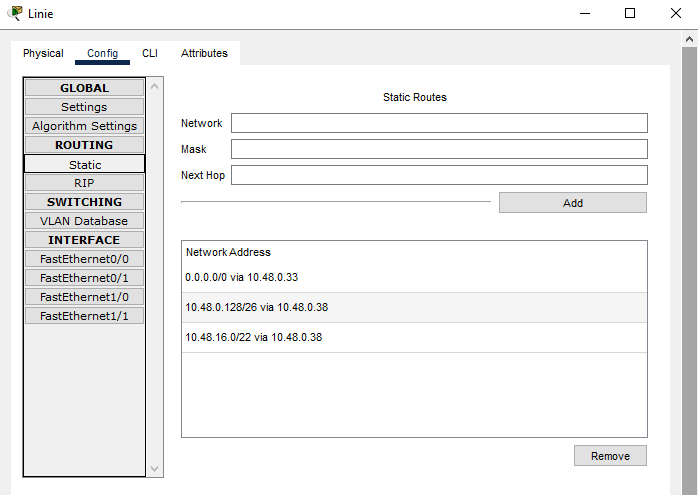 Linie
Physical Config CLI Attributes
GLOBAL
Settings
Algorithm Settings
ROUTING
Static
RIP
SWITCHING
VLAN Database
INTERFACE
FastEthernet0/0
FastEthernet0/1
FastEthernet1/0
FastEthernet1/1
Static Routes
Network
Mask
Next Hop
Add
Network Address
0.0.0.0/0 via 10.48.0.33
10.48.0.128/26 via 10.48.0.38
10.48.16.0/22 via 10.48.0.38
Remove